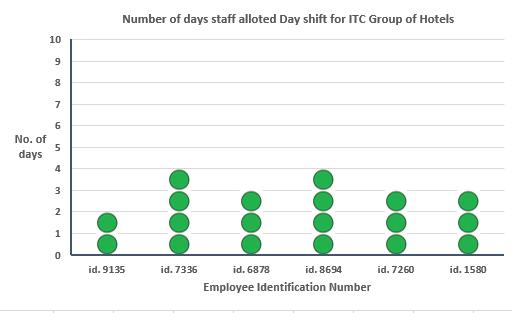 Number of days staff alloted Day shift for ITC Group of Hotels
10
9
8
7
6
5
4
3
2
1
0
No. of
days
id. 9135 id. 7336 id. 6878 id. 8694 id. 7260 id. 1580
Employee Identification Number